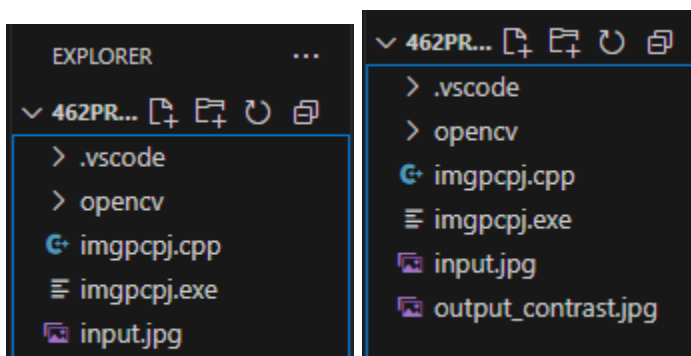 EXPLORER
462PR...
.vscode
opencv
imgpcpj.cpp
imgpcpj.exe
input.jpg
462PR...
.vscode
opencv
imgpcpj.cpp
imgpcpj.exe
input.jpg
output_contrast.jpg